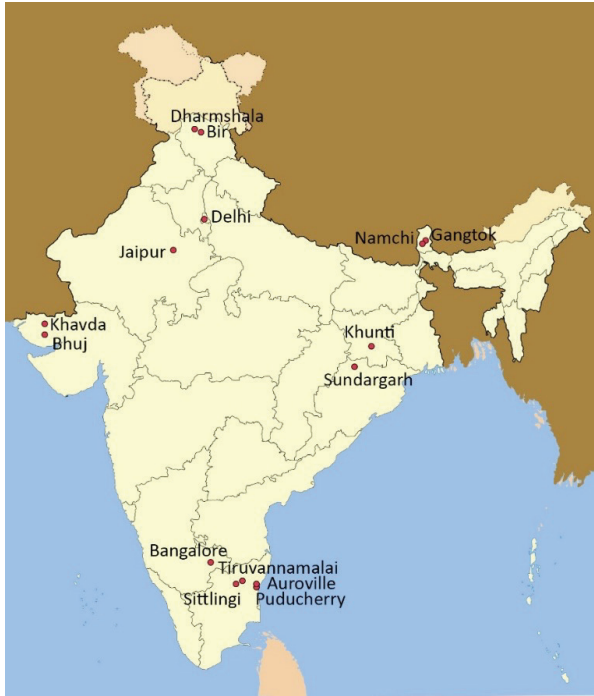 Dharmshala
Bir
Delhi
Namchi
Gangtok
Jaipur
Khavda
Bhuj
Khunti
Sundargarh
Bangalore
Tiruvannamalai
Auroville
Sittlingi
Puducherry